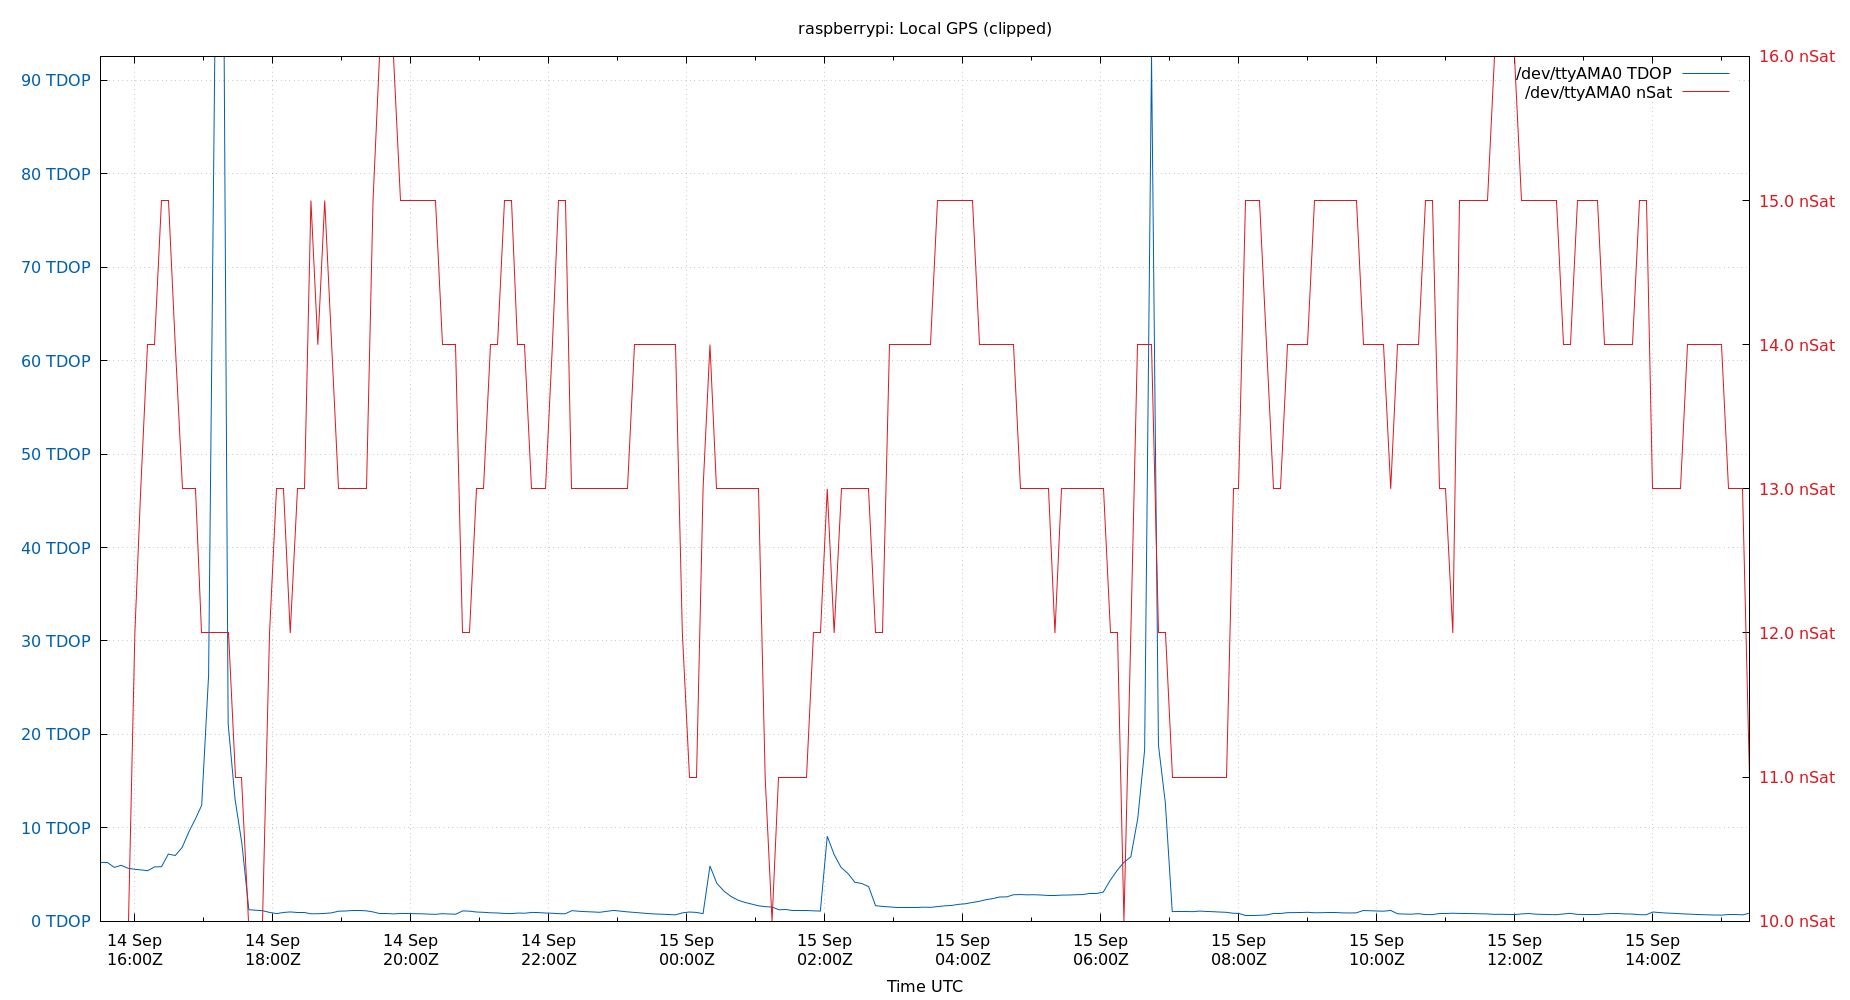 raspberrypi: Local GPS (clipped)
90 TDOP
80 TDOP
70 TDOP
60 TDOP
50 TDOP
40 TDOP
30 TDOP
20 TDOP
10 TDOP
0 TDOP
16.0 nSat
15.0 nSat
14.0 nSat
13.0 nSat
12.0 nSat
11.0 nSat
10.0 nSat
/dev/ttyAMA0 TDOP
/dev/ttyAMA0 nSat
14 Sep
16:00Z
14 Sep
18:00Z
14 Sep
20:00Z
14 Sep
22:00Z
15 Sep
00:00Z
15 Sep
02:00Z
15 Sep
04:00Z
15 Sep
06:00Z
15 Sep
08:00Z
15 Sep
10:00Z
15 Sep
12:00Z
15 Sep
14:00Z
Time UTC